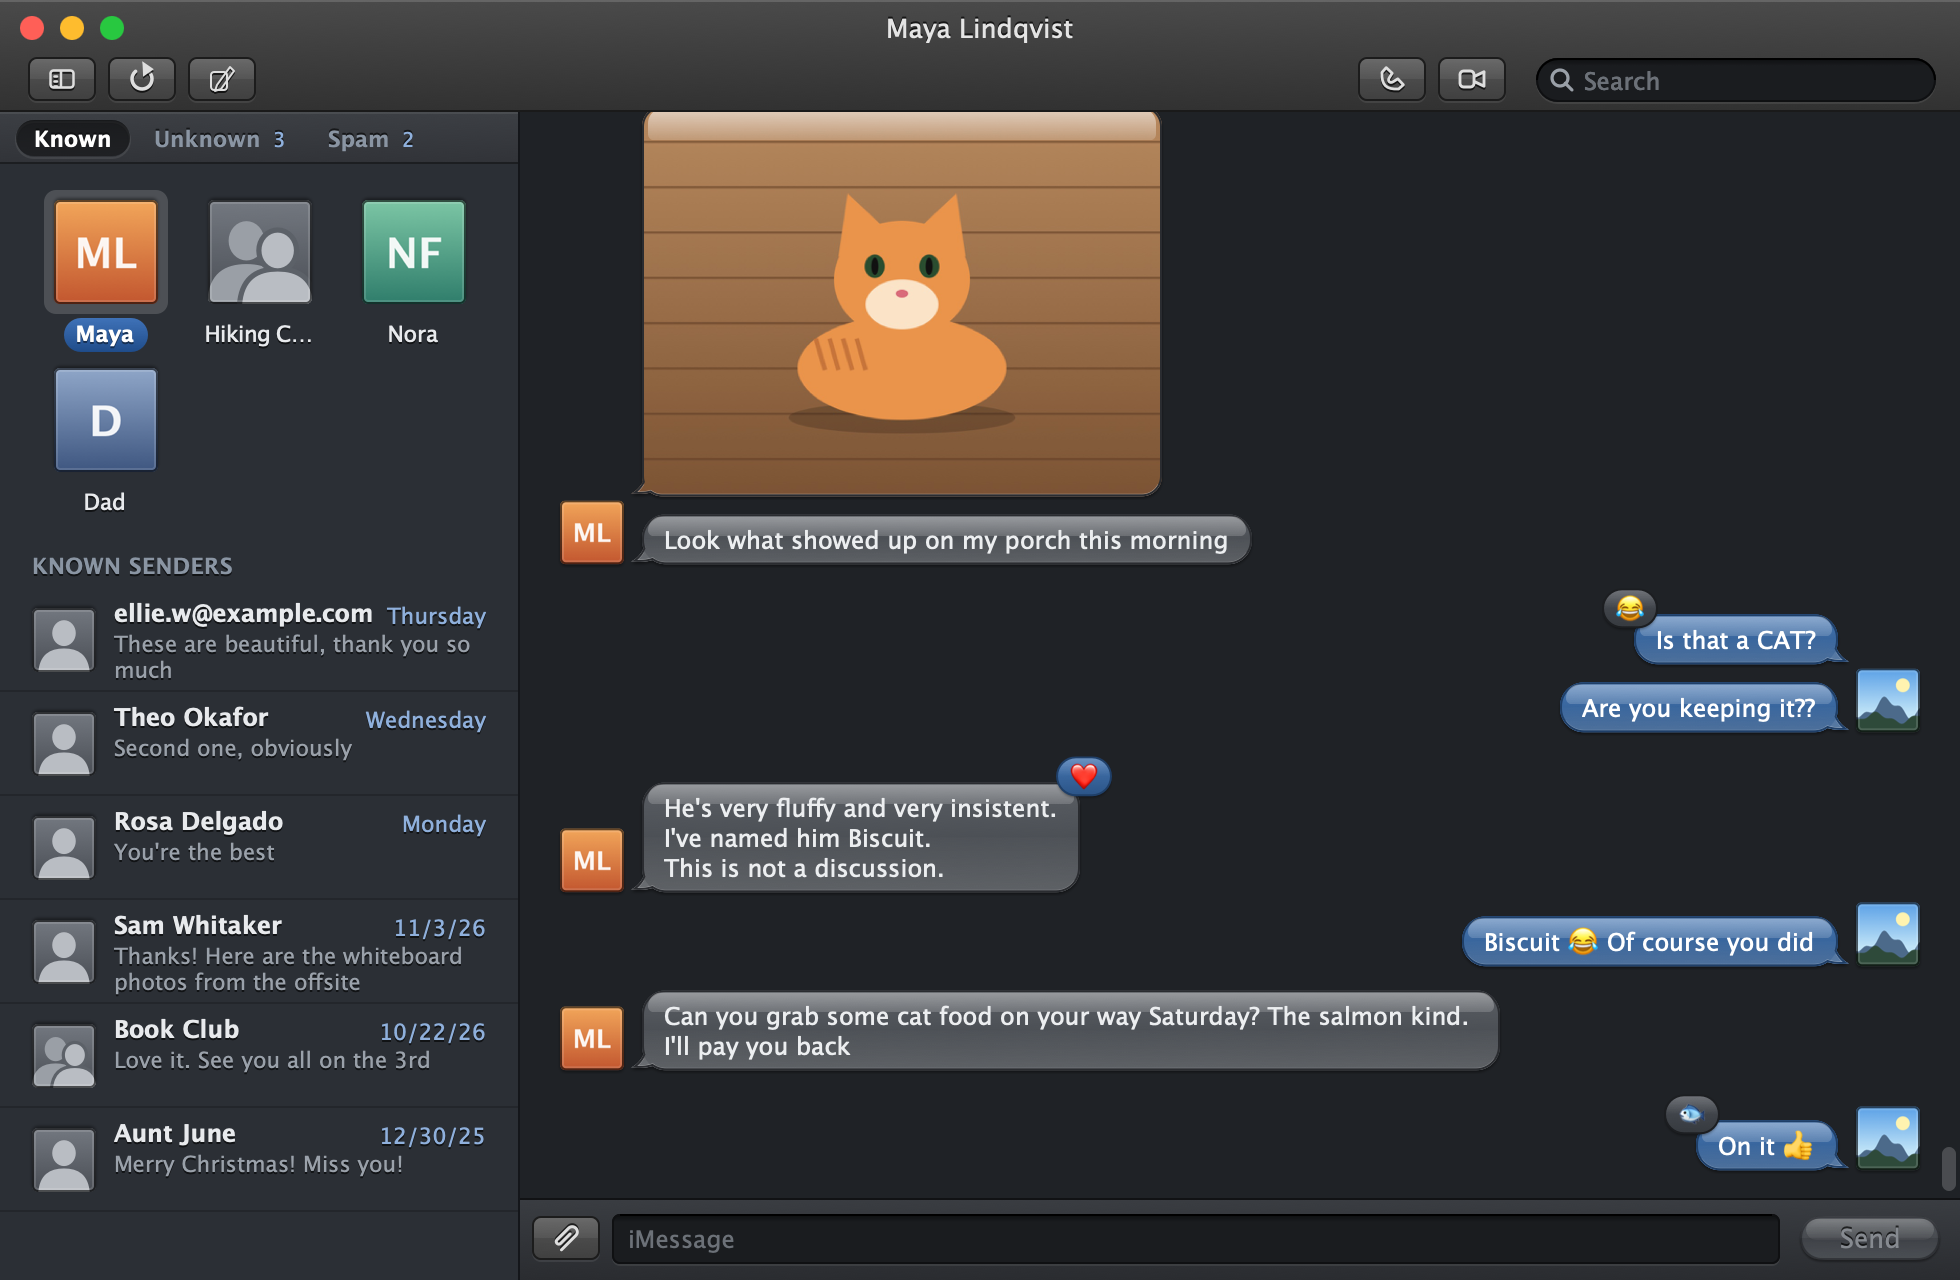 Maya Lindqvist
Search
Known
Unknown 3
Spam 2
ML
NF
Maya
Hiking C...
Nora
D
Dad
KNOWN SENDERS
ellie.w@example.com Thursday
These are beautiful, thank you so
much
Theo Okafor Wednesday
Second one, obviously
Rosa Delgado Monday
You're the best
Sam Whitaker 11/3/26
Thanks! Here are the whiteboard
photos from the offsite
Book Club 10/22/26
Love it. See you all on the 3rd
Aunt June 12/30/25
Merry Christmas! Miss you!
ML
Look what showed up on my porch this morning
😂
Is that a CAT?
Are you keeping it??
❤️
He's very fluffy and very insistent.
I've named him Biscuit.
This is not a discussion.
ML
Biscuit 😂 Of course you did
Can you grab some cat food on your way Saturday? The salmon kind.
I'll pay you back
ML
🐟
On it 👍
iMessage
Send